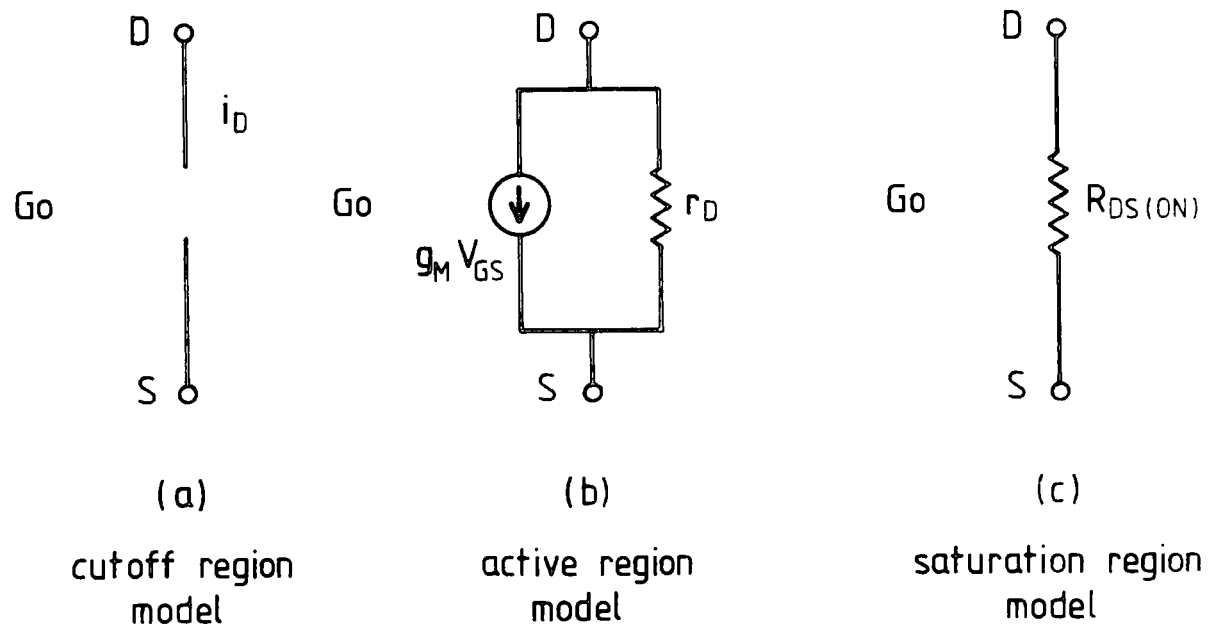 D
i_D
Go
S
(a)
cutoff region
model
D
Go
g_M V_GS
r_D
S
(b)
active region
model
D
Go
R_DS(ON)
S
(c)
saturation region
model